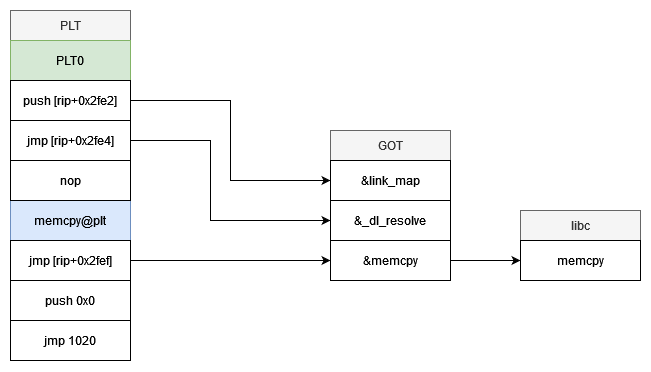 PLT
PLT0
push [rip+0x2fe2]
jmp [rip+0x2fe4]
nop
memcpy@plt
jmp [rip+0x2fef]
push 0x0
jmp 1020
GOT
&link_map
&_dl_resolve
&memcpy
libc
memcpy